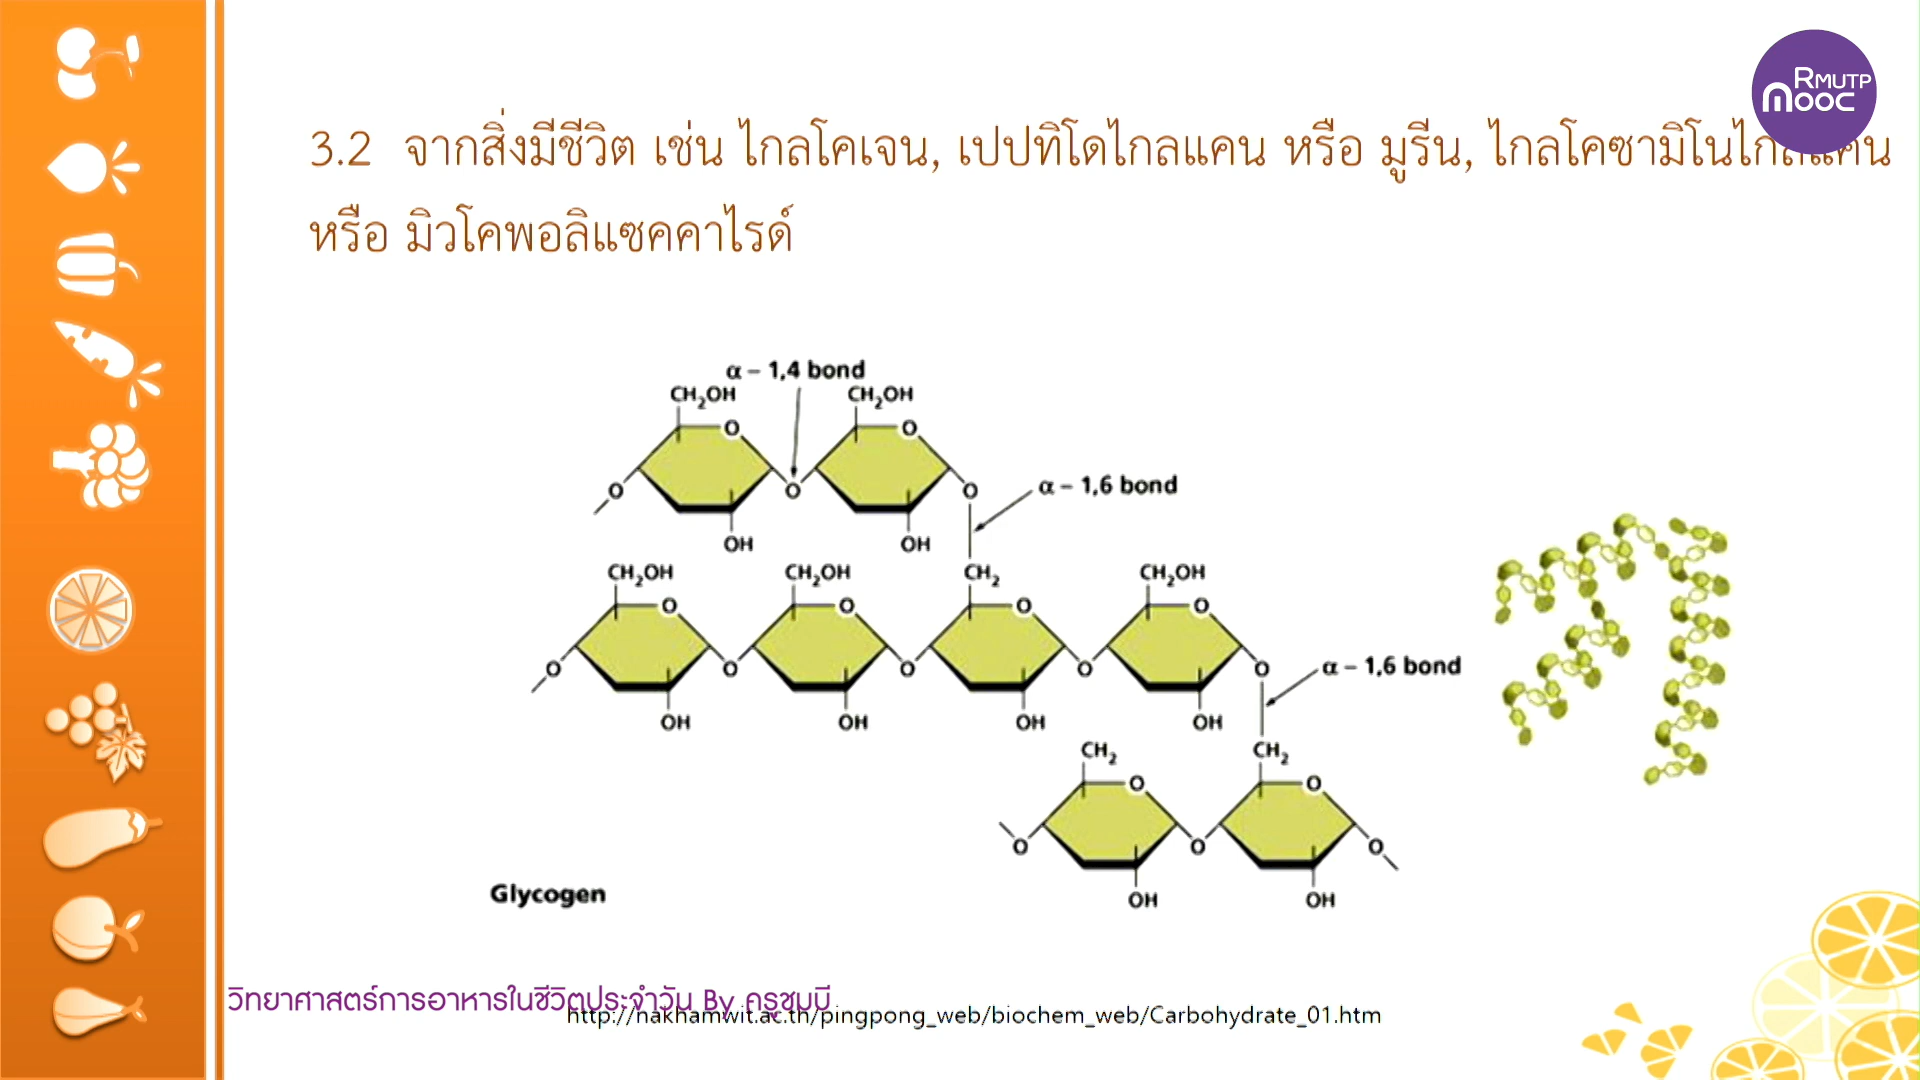 RMUTP
mooc
3.2 จากสิ่งมีชีวิต เช่น ไกลโคเจน, เปปทิโดไกลแคน หรือ มูรีน, ไกลโคซามิโนไกลแคน
หรือ มิวโคพอลิแซคคาไรด์
α – 1,4 bond
CH₂OH CH₂OH
O O
α – 1,6 bond
O O O
OH OH
CH₂OH CH₂OH CH₂ CH₂OH
O O O O
α – 1,6 bond
O O O O O
OH OH OH OH
CH₂ CH₂
O O
O O O
Glycogen
OH OH
วิทยาศาสตร์การอาหารในชีวิตประจำวัน By ครูชมบี
http://nakhamwit.ac.th/pingpong_web/biochem_web/Carbohydrate_01.htm